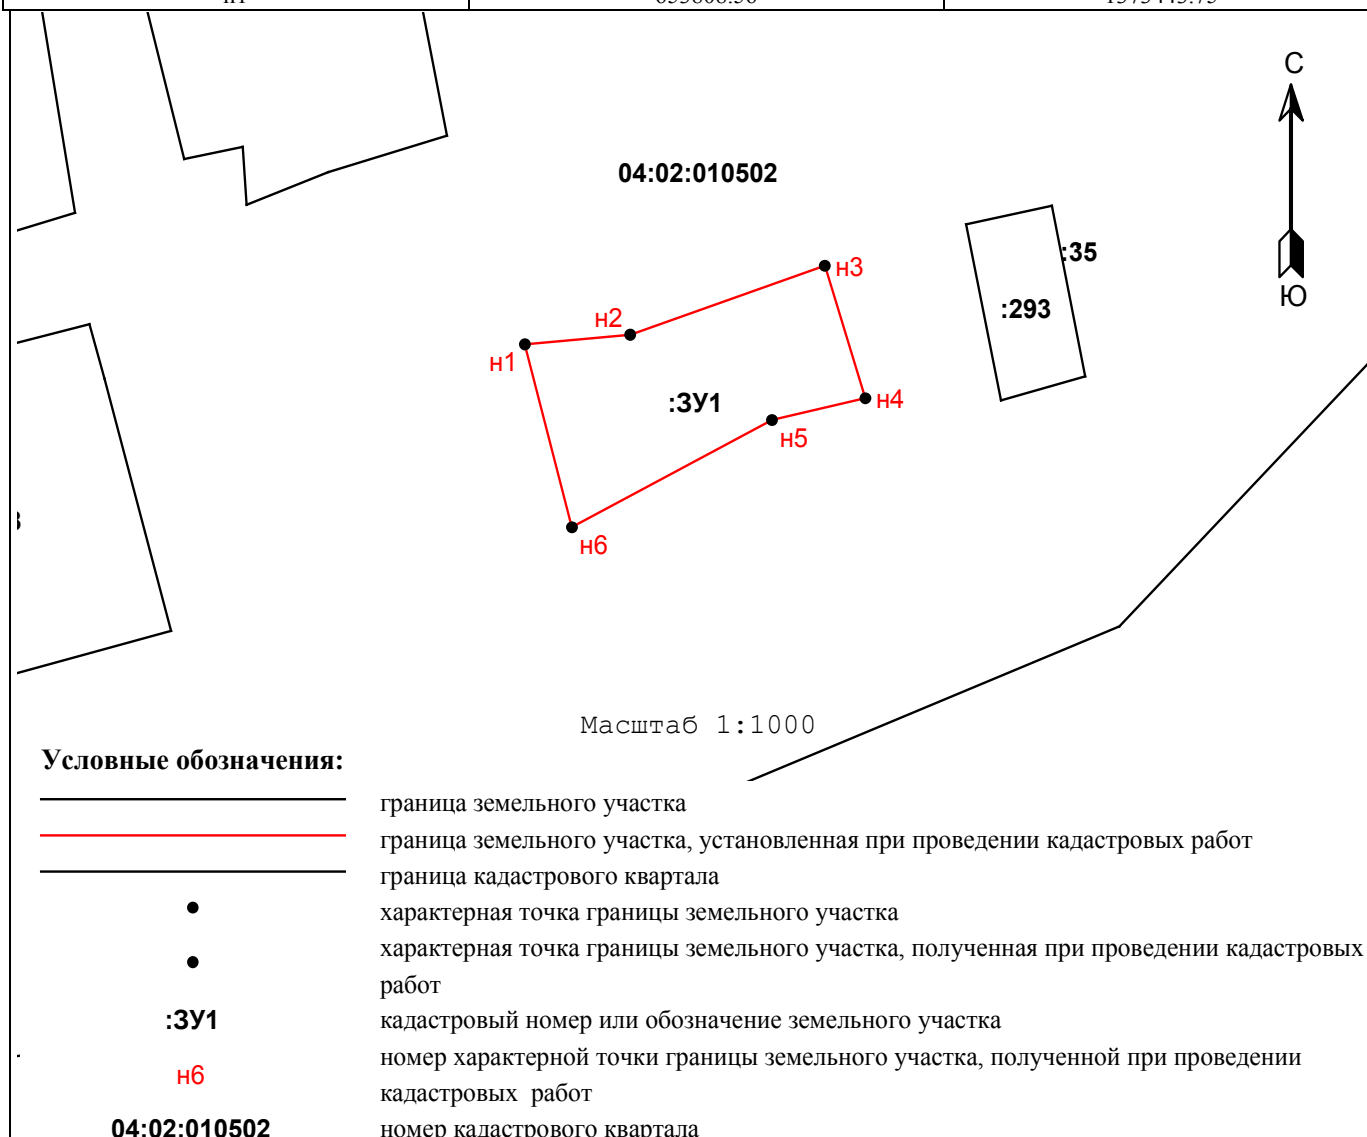 С
04:02:010502
:35
н3
:293
Ю
н2
н1
:ЗУ1
н4
н5
н6
Масштаб 1:1000
Условные обозначения:
граница земельного участка
граница земельного участка, установленная при проведении кадастровых работ
граница кадастрового квартала
характерная точка границы земельного участка
характерная точка границы земельного участка, полученная при проведении кадастровых
работ
:ЗУ1 кадастровый номер или обозначение земельного участка
номер характерной точки границы земельного участка, полученной при проведении
н6
кадастровых работ
04:02:010502 номер кадастрового квартала